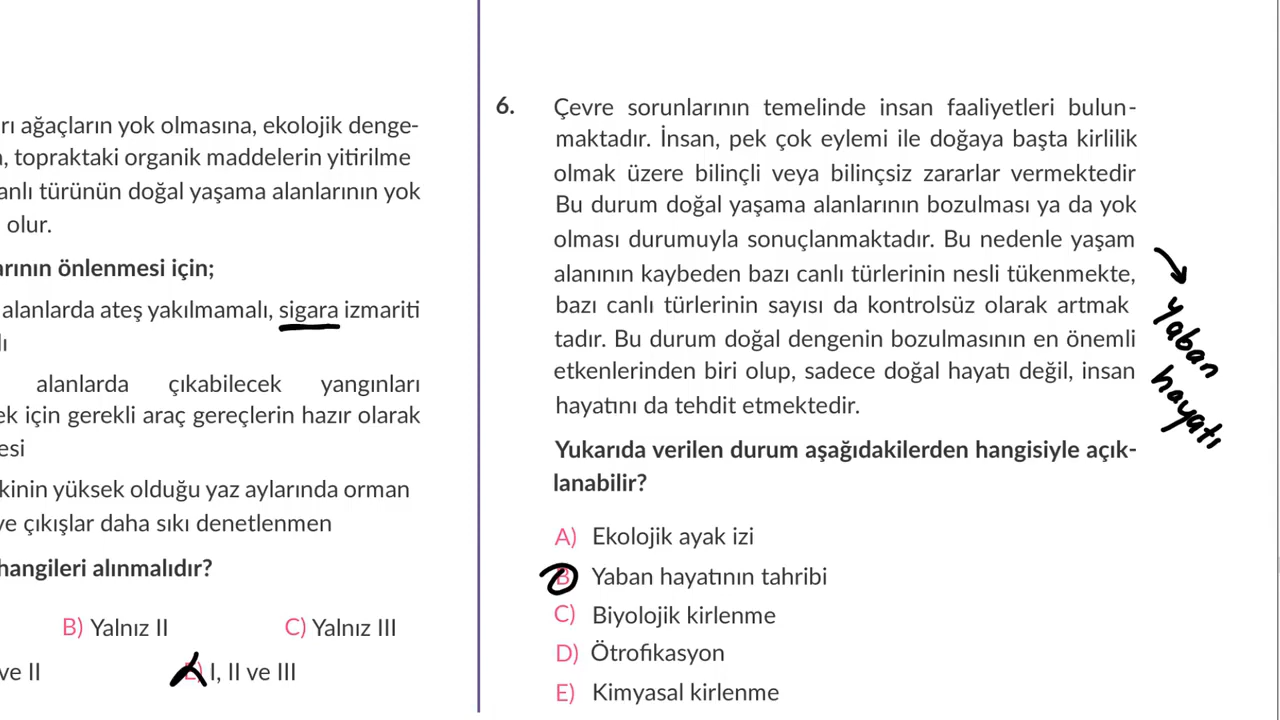 rı ağaçların yok olmasına, ekolojik denge-
, topraktaki organik maddelerin yitirilme
anlı türünün doğal yaşama alanlarının yok
olur.
arının önlenmesi için;
alanlarda ateş yakılmamalı, sigara izmariti
lı
alanlarda çıkabilecek yangınları
ek için gerekli araç gereçlerin hazır olarak
esi
kinin yüksek olduğu yaz aylarında orman
ve çıkışlar daha sıkı denetlenmen
hangileri alınmalıdır?
B) Yalnız II C) Yalnız III
ve II E) I, II ve III
6. Çevre sorunlarının temelinde insan faaliyetleri bulun-
maktadır. İnsan, pek çok eylemi ile doğaya başta kirlilik
olmak üzere bilinçli veya bilinçsiz zararlar vermektedir
Bu durum doğal yaşama alanlarının bozulması ya da yok
olması durumuyla sonuçlanmaktadır. Bu nedenle yaşam
alanının kaybeden bazı canlı türlerinin nesli tükenmekte,
bazı canlı türlerinin sayısı da kontrolsüz olarak artmak
tadır. Bu durum doğal dengenin bozulmasının en önemli
etkenlerinden biri olup, sadece doğal hayatı değil, insan
hayatını da tehdit etmektedir.
yaban
hayatı
Yukarıda verilen durum aşağıdakilerden hangisiyle açık-
lanabilir?
A) Ekolojik ayak izi
B) Yaban hayatının tahribi
C) Biyolojik kirlenme
D) Ötrofikasyon
E) Kimyasal kirlenme